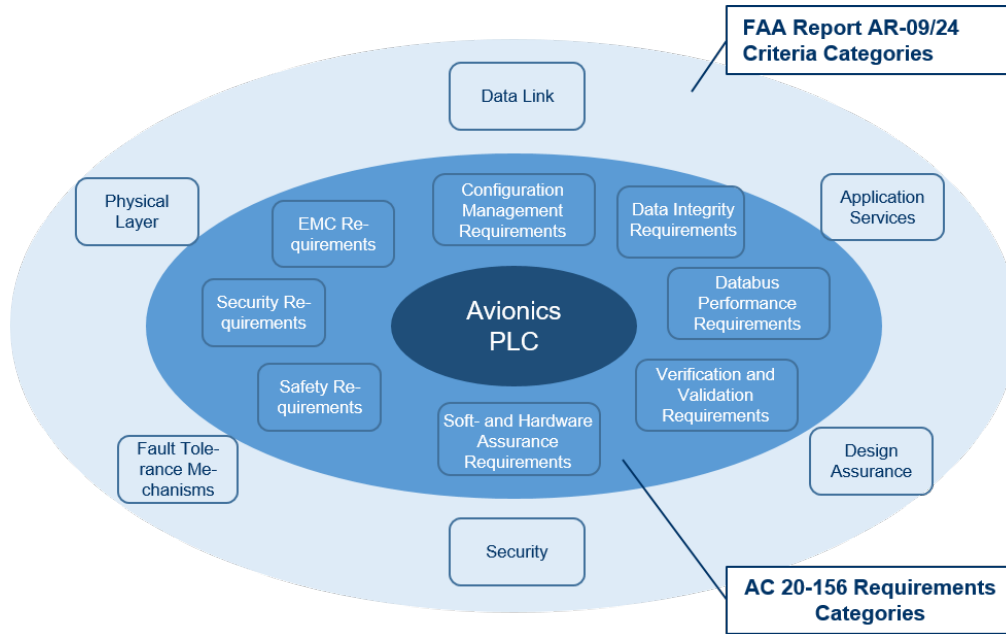 FAA Report AR-09/24
Criteria Categories
Data Link
Physical
Layer
Application
Services
EMC Re-
quirements
Configuration
Management
Requirements
Data Integrity
Requirements
Security Re-
quirements
Avionics
PLC
Databus
Performance
Requirements
Safety Re-
quirements
Soft- and Hardware
Assurance
Requirements
Verification and
Validation
Requirements
Fault Tole-
rance Me-
chanisms
Design
Assurance
Security
AC 20-156 Requirements
Categories